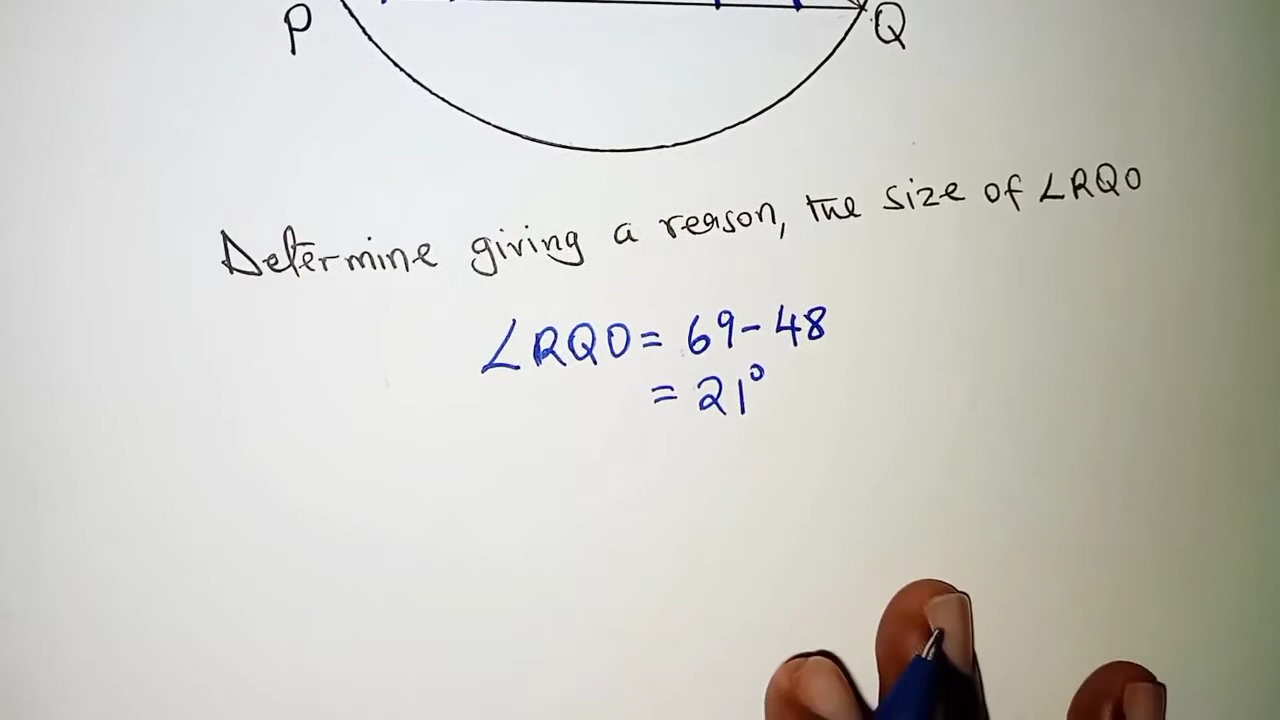 P Q
Determine giving a reason, the size of ∠RQO
∠RQO = 69-48
= 21°